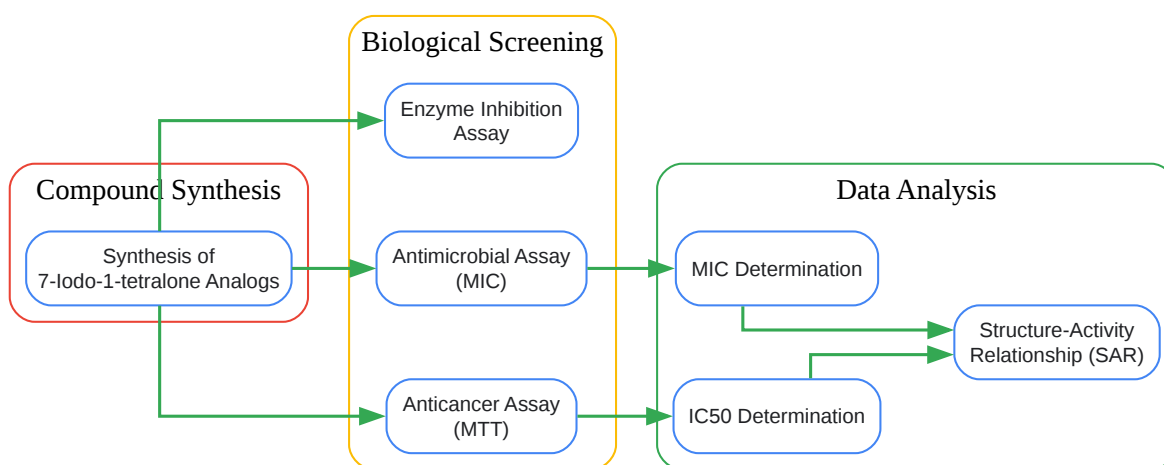 Biological Screening
Enzyme Inhibition
Assay
Compound Synthesis
Data Analysis
Synthesis of
7-Iodo-1-tetralone Analogs
Antimicrobial Assay
(MIC)
MIC Determination
Structure-Activity
Relationship (SAR)
Anticancer Assay
(MTT)
IC50 Determination